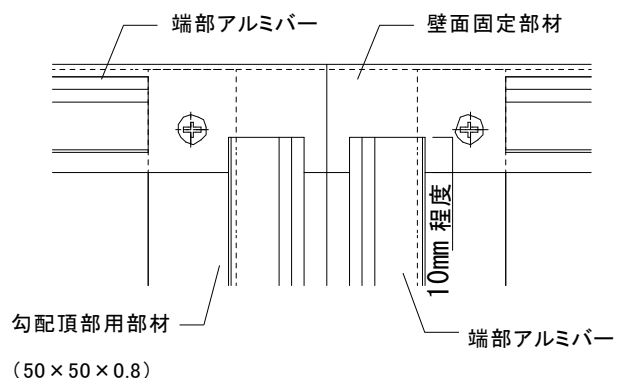 端部アルミバー
壁面固定部材
10mm 程度
勾配頂部用部材
(50×50×0.8)
端部アルミバー